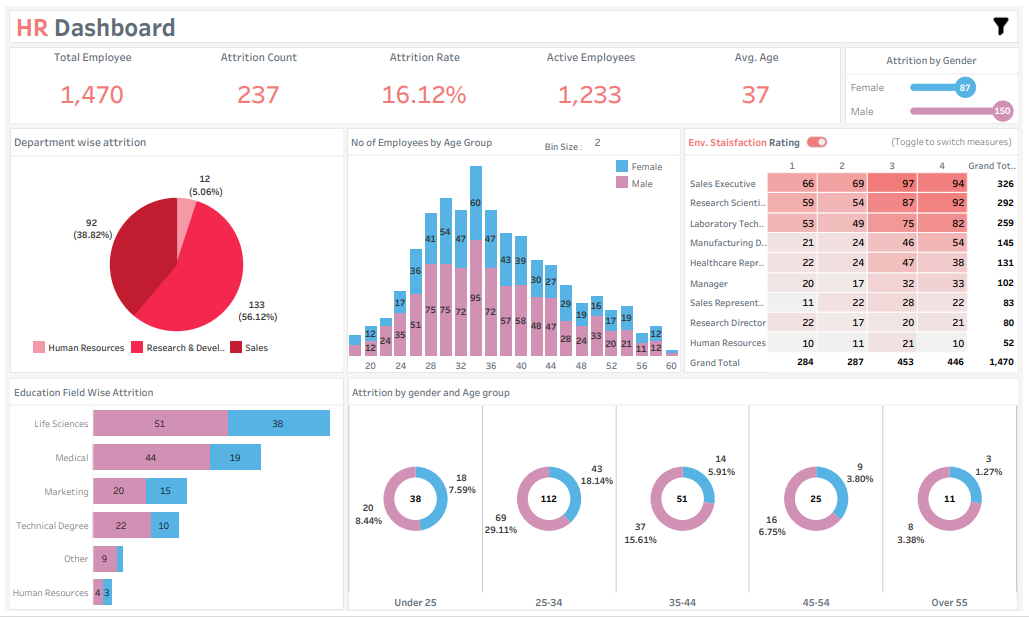 HR Dashboard
Total Employee
Attrition Count
Attrition Rate
Active Employees
Avg. Age
1,470
237
16.12%
1,233
37
Attrition by Gender
Female
87
Male
150
Department wise attrition
12
(5.06%)
92
(38.82%)
133
(56.12%)
Human Resources
Research & Devel..
Sales
No of Employees by Age Group
Bin Size :
2
Female
Male
12
17
36
41
54
47
60
47
43
39
30
27
29
19
16
17
19
12
12
24
35
51
75
75
72
95
72
57
58
48
47
28
24
33
20
21
11
12
20
24
28
32
36
40
44
48
52
56
60
Env. Staisfaction Rating
(Toggle to switch measures)
1 2 3 4 Grand Tot..
Sales Executive 66 69 97 94 326
Research Scienti.. 59 54 87 92 292
Laboratory Tech.. 53 49 75 82 259
Manufacturing D.. 21 24 46 54 145
Healthcare Repr.. 22 24 47 38 131
Manager 20 17 32 33 102
Sales Represent.. 11 22 28 22 83
Research Director 22 17 20 21 80
Human Resources 10 11 21 10 52
Grand Total 284 287 453 446 1,470
Education Field Wise Attrition
Life Sciences 51 38
Medical 44 19
Marketing 20 15
Technical Degree 22 10
Other 9
Human Resources 4 3
Attrition by gender and Age group
38
18
7.59%
20
8.44%
Under 25
112
43
18.14%
69
29.11%
25-34
51
14
5.91%
37
15.61%
35-44
25
9
3.80%
16
6.75%
45-54
11
3
1.27%
8
3.38%
Over 55